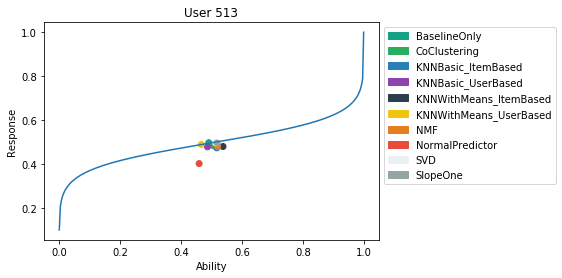 User 513
1.0
0.8
0.6
0.4
0.2
Response
0.0 0.2 0.4 0.6 0.8 1.0
Ability
BaselineOnly
CoClustering
KNNBasic_ItemBased
KNNBasic_UserBased
KNNWithMeans_ItemBased
KNNWithMeans_UserBased
NMF
NormalPredictor
SVD
SlopeOne